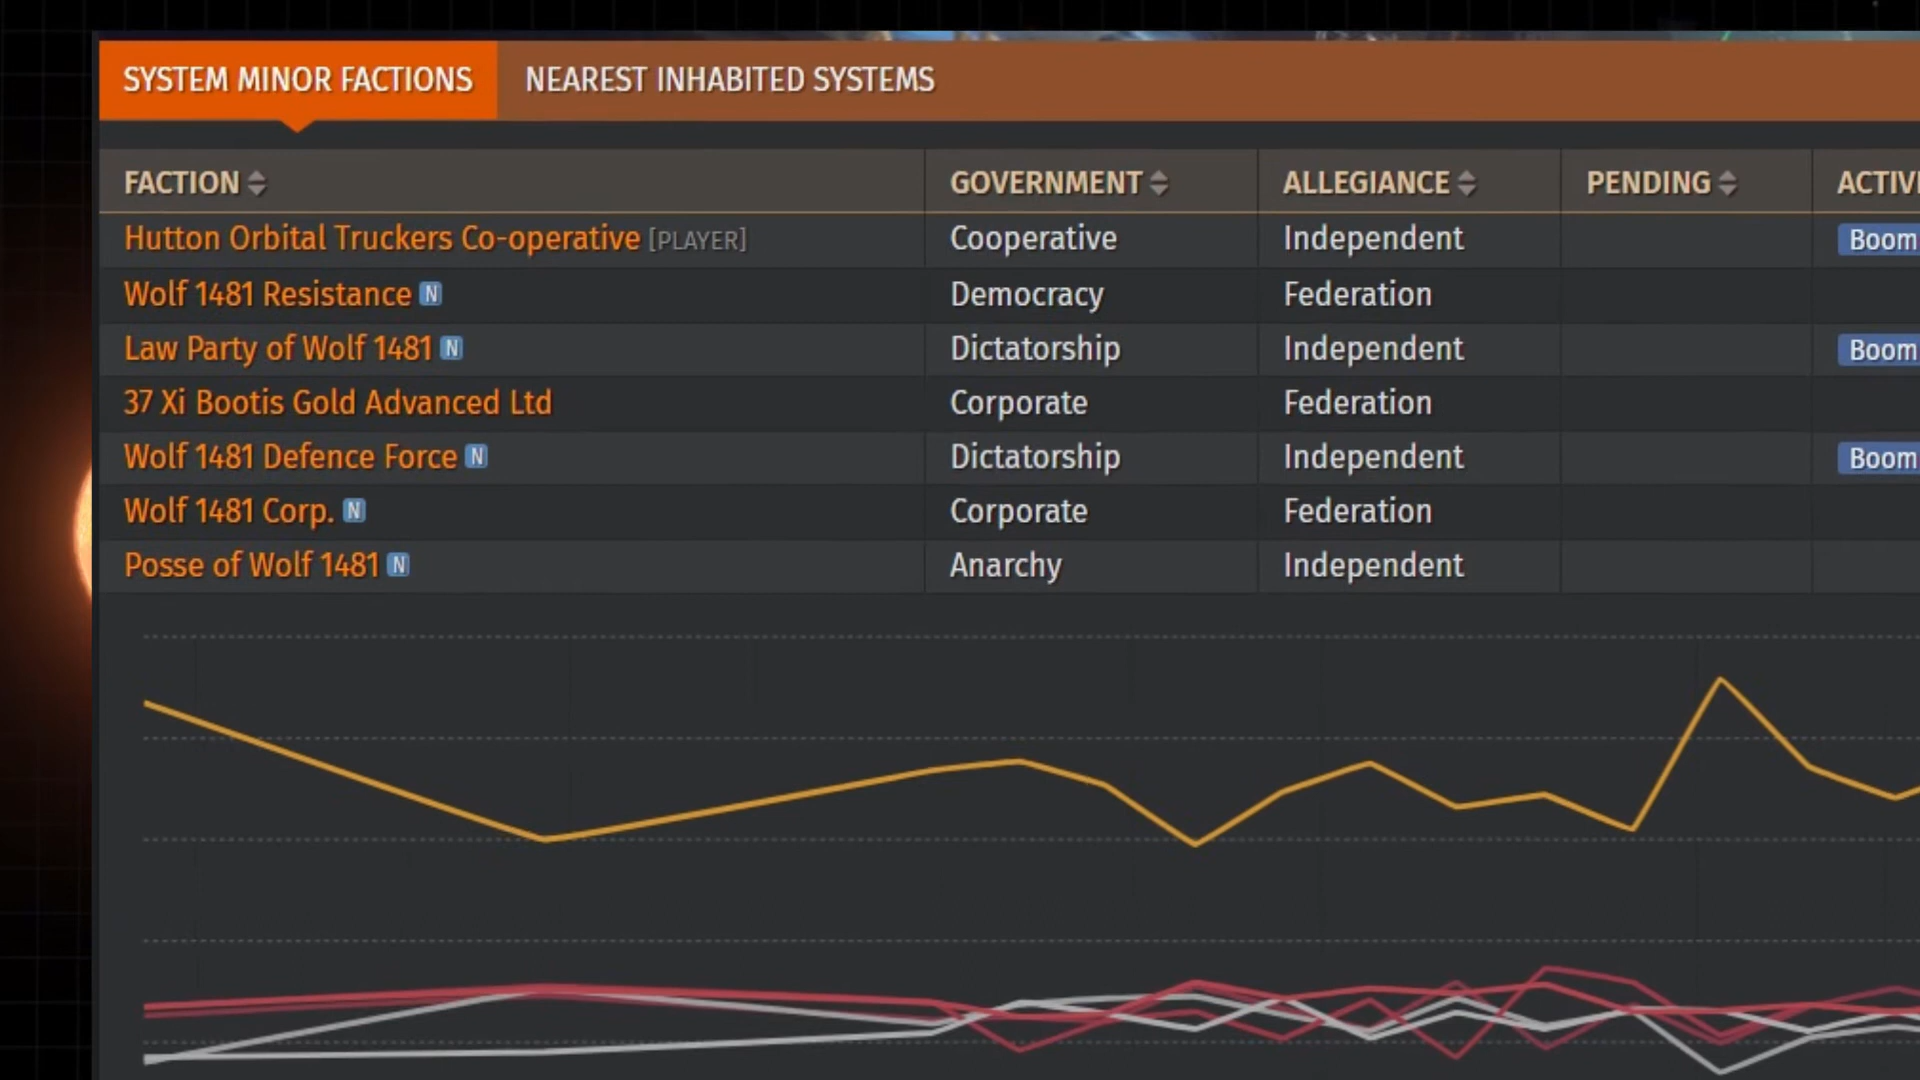 SYSTEM MINOR FACTIONS NEAREST INHABITED SYSTEMS
FACTION GOVERNMENT ALLEGIANCE PENDING
Hutton Orbital Truckers Co-operative [PLAYER] Cooperative Independent Boom
Wolf 1481 Resistance N Democracy Federation
Law Party of Wolf 1481 N Dictatorship Independent Boom
37 Xi Bootis Gold Advanced Ltd Corporate Federation
Wolf 1481 Defence Force N Dictatorship Independent Boom
Wolf 1481 Corp. N Corporate Federation
Posse of Wolf 1481 N Anarchy Independent